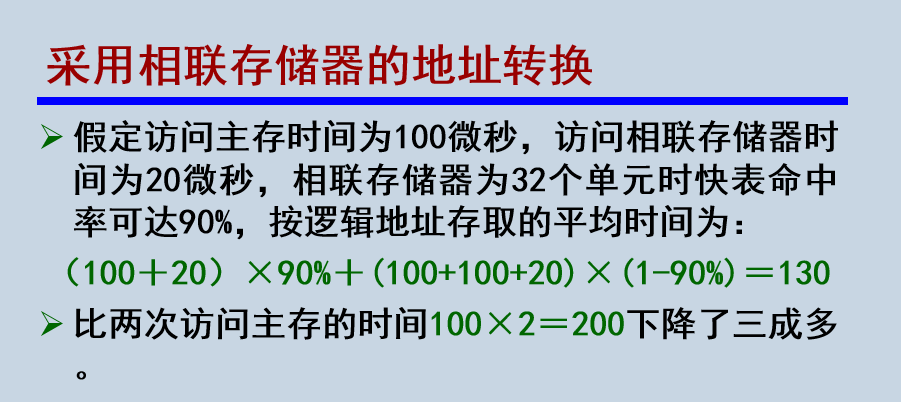 采用相联存储器的地址转换
假定访问主存时间为100微秒，访问相联存储器时
间为20微秒，相联存储器为32个单元时快表命中
率可达90%，按逻辑地址存取的平均时间为：
（100＋20）×90%＋(100+100+20)×(1-90%)＝130
比两次访问主存的时间100×2＝200下降了三成多
。